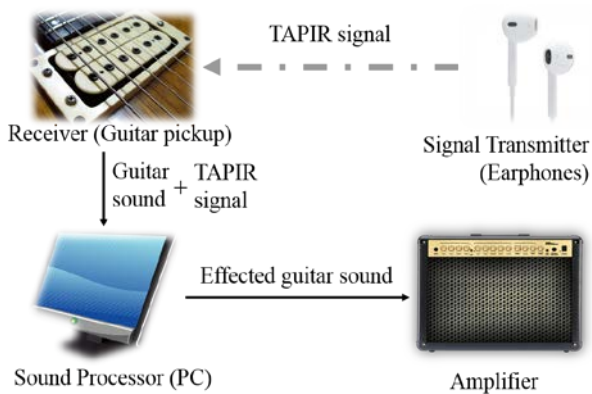 TAPIR signal
Receiver (Guitar pickup)
Signal Transmitter
(Earphones)
Guitar
sound + TAPIR
signal
Effected guitar sound
Sound Processor (PC)
Amplifier